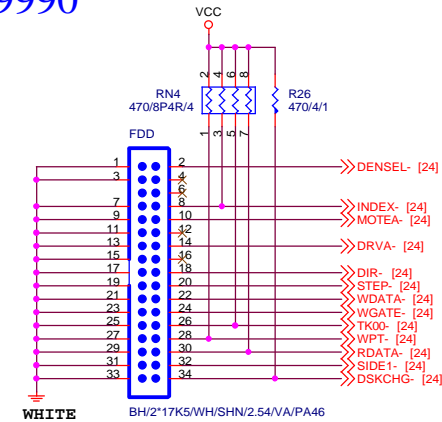 9990
VCC
2 4 6 8
RN4
470/8P4R/4
R26
470/4/1
1 3 5 7
FDD
1 2 DENSEL- [24]
3 4
6
7 8 INDEX- [24]
9 10 MOTEA- [24]
11 12
13 14 DRVA- [24]
15 16
17 18 DIR- [24]
19 20 STEP- [24]
21 22 WDATA- [24]
23 24 WGATE- [24]
25 26 TK00- [24]
27 28 WPT- [24]
29 30 RDATA- [24]
31 32 SIDE1- [24]
33 34 DSKCHG- [24]
WHITE
BH/2*17K5/WH/SHN/2.54/VA/PA46